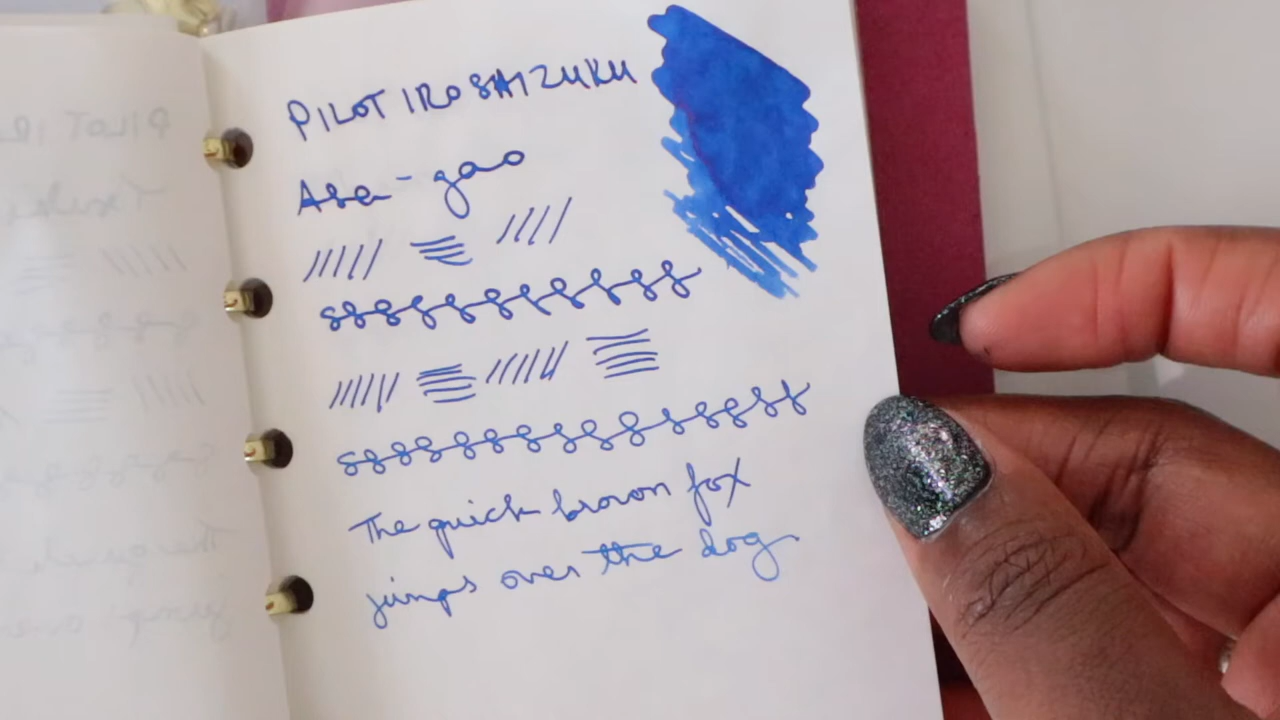 PILOT IROSHIZUKU
Asa-gao
The quick brown fox
jumps over the dog